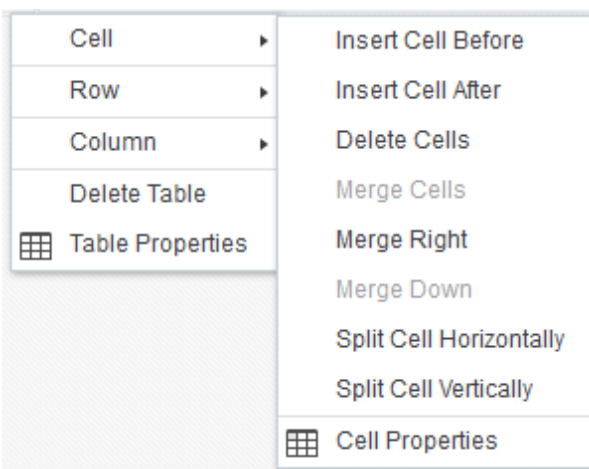 Cell
Row
Column
Delete Table
Table Properties
Insert Cell Before
Insert Cell After
Delete Cells
Merge Cells
Merge Right
Merge Down
Split Cell Horizontally
Split Cell Vertically
Cell Properties